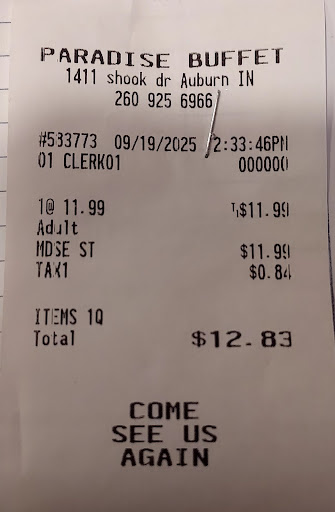 PARADISE BUFFET
1411 shook dr Auburn IN
260 925 6966
#533773 09/19/2025 2:33:46PM
01 CLERK01 000000
1@ 11.99 T1$11.99
Adult
MDSE ST $11.99
TAX1 $0.84
ITEMS 1Q
Total $12.83
COME
SEE US
AGAIN